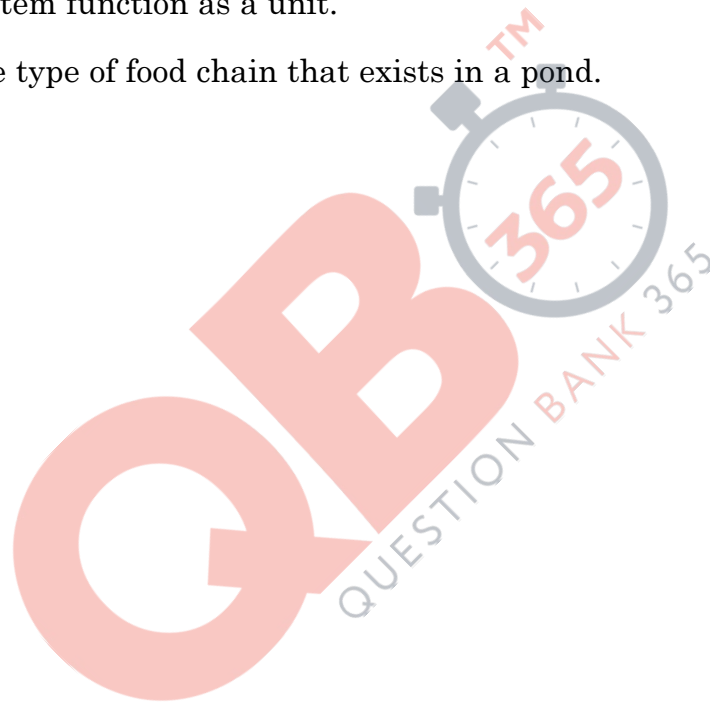 tem function as a unit.
e type of food chain that exists in a pond.
TM
365
QB
QUESTION BANK 365